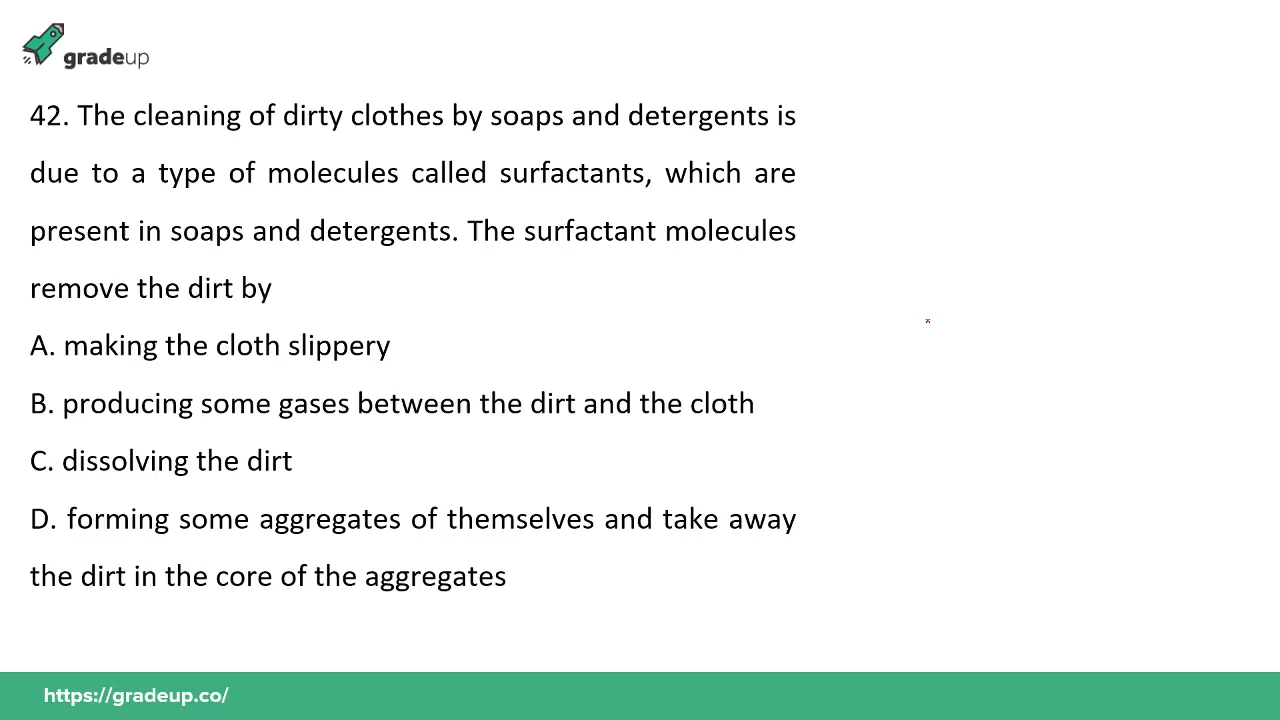 gradeup
42. The cleaning of dirty clothes by soaps and detergents is
due to a type of molecules called surfactants, which are
present in soaps and detergents. The surfactant molecules
remove the dirt by
A. making the cloth slippery
B. producing some gases between the dirt and the cloth
C. dissolving the dirt
D. forming some aggregates of themselves and take away
the dirt in the core of the aggregates
https://gradeup.co/